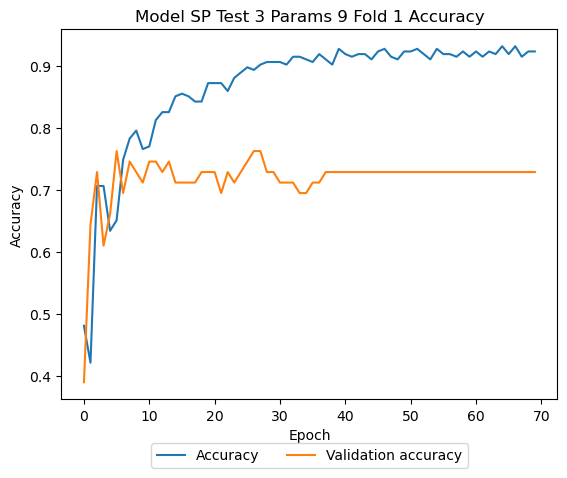 Model SP Test 3 Params 9 Fold 1 Accuracy
Accuracy
0.9
0.8
0.7
0.6
0.5
0.4
0 10 20 30 40 50 60 70
Epoch
Accuracy Validation accuracy